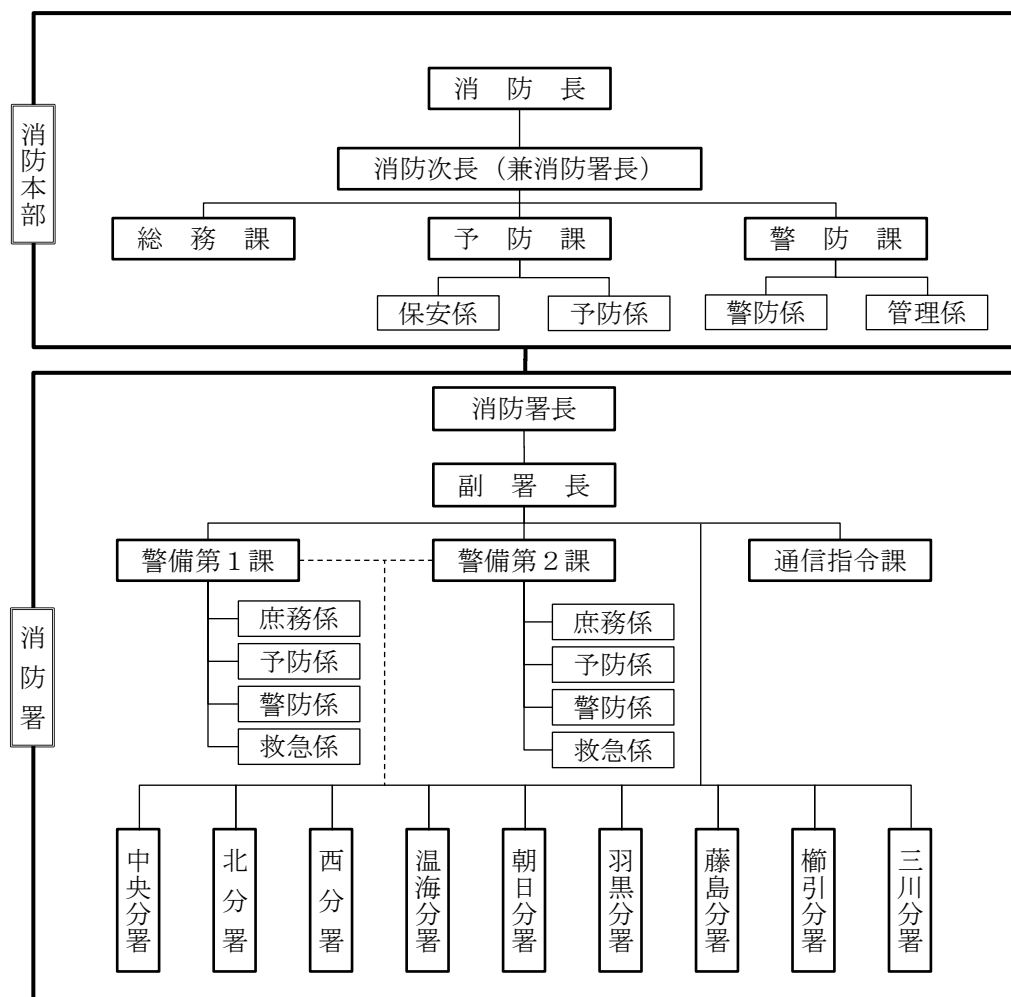 消防本部
消　防　長
消防次長（兼消防署長）
総　務　課
予　防　課
警　防　課
保安係
予防係
警防係
管理係
消防署
消防署長
副　署　長
警備第１課
警備第２課
通信指令課
庶務係
予防係
警防係
救急係
庶務係
予防係
警防係
救急係
中央分署
北分署
西分署
温海分署
朝日分署
羽黒分署
藤島分署
櫛引分署
三川分署